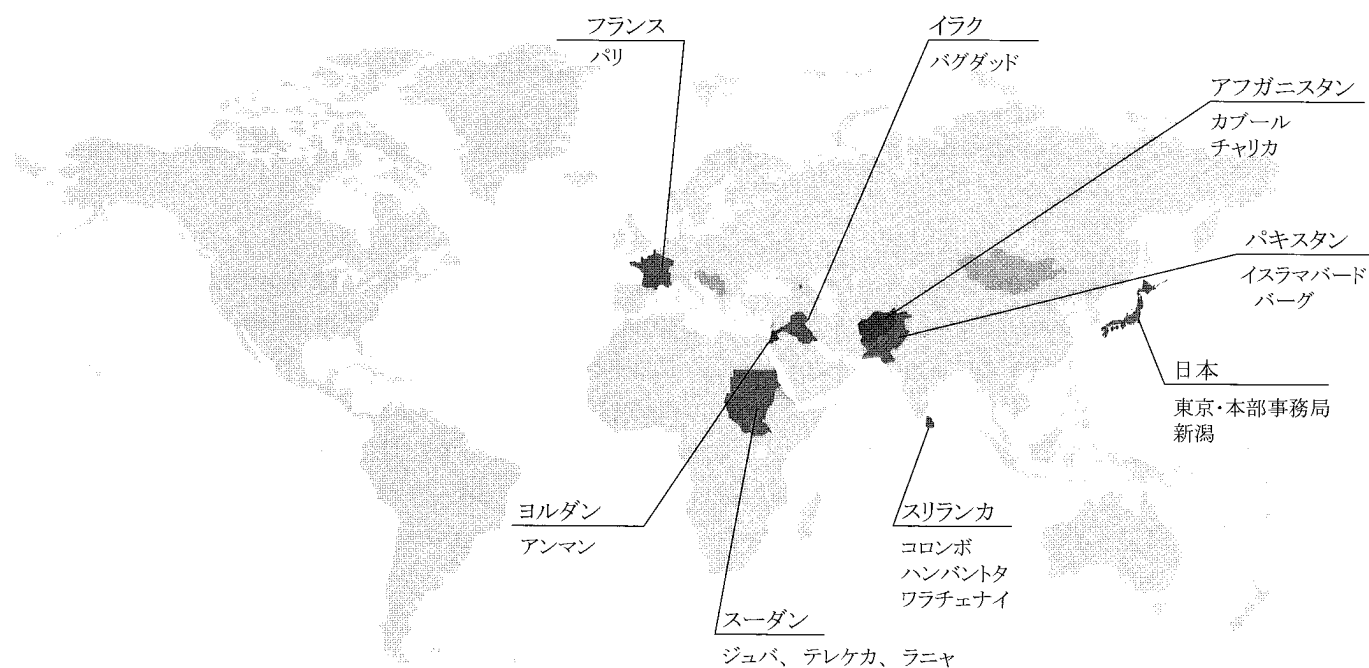 フランス
パリ
イラク
バグダッド
アフガニスタン
カブール
チャリカ
パキスタン
イスラマバード
バーグ
日本
東京・本部事務局
新潟
ヨルダン
アンマン
スリランカ
コロンボ
ハンバントタ
ワラチェナイ
スーダン
ジュバ、テレケカ、ラニャ